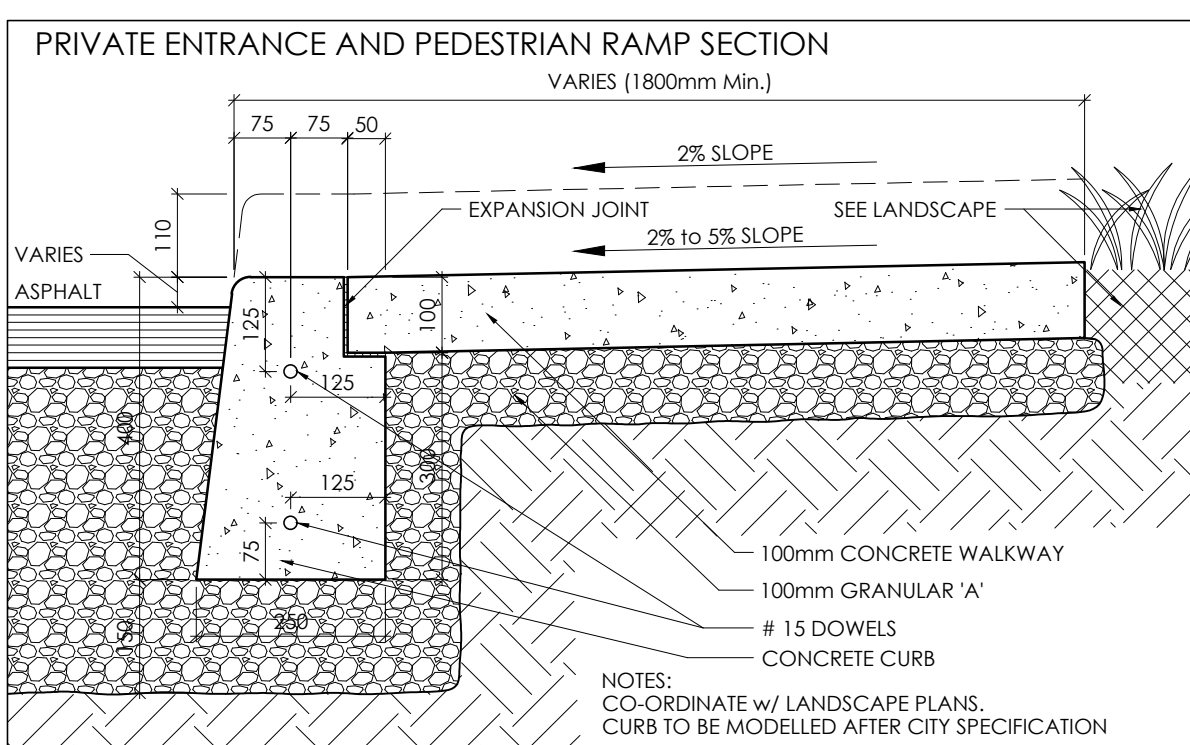 PRIVATE ENTRANCE AND PEDESTRIAN RAMP SECTION
VARIES (1800mm Min.)
75
75
50
2% SLOPE
110
EXPANSION JOINT
SEE LANDSCAPE
2% to 5% SLOPE
VARIES
ASPHALT
125
100
125
400
300
125
75
250
150
100mm CONCRETE WALKWAY
100mm GRANULAR 'A'
# 15 DOWELS
CONCRETE CURB
NOTES:
CO-ORDINATE w/ LANDSCAPE PLANS.
CURB TO BE MODELLED AFTER CITY SPECIFICATION